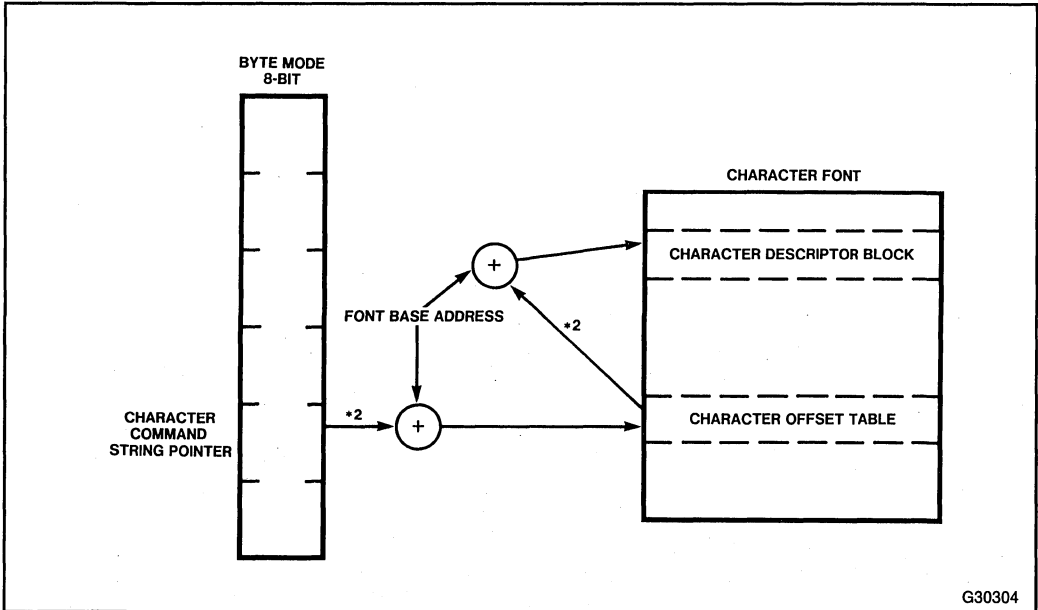 BYTE MODE
8-BIT
CHARACTER FONT
CHARACTER DESCRIPTOR BLOCK
+
FONT BASE ADDRESS
*2
CHARACTER
COMMAND
STRING POINTER
*2
+
CHARACTER OFFSET TABLE
G30304